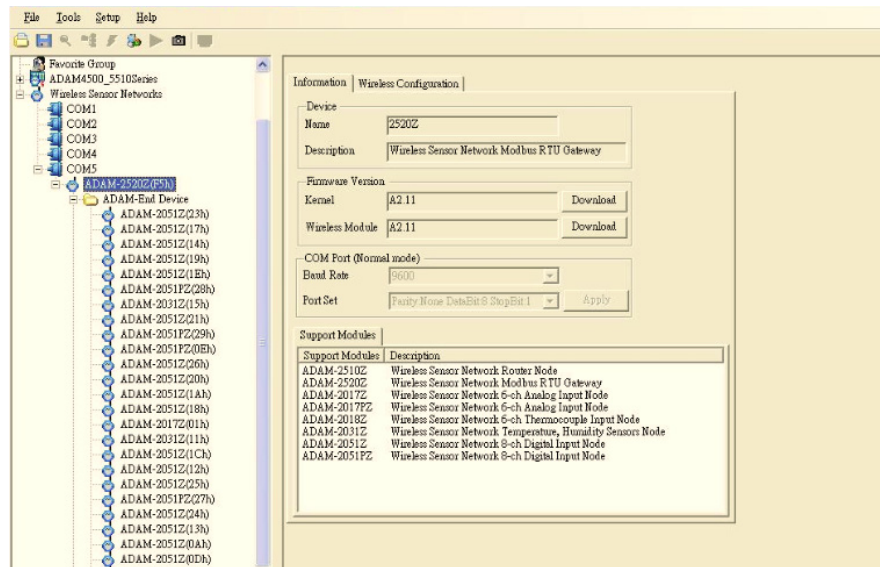 File Tools Setup Help
Favorite Group
ADAM4500_5510Series
Wireless Sensor Networks
COM1
COM2
COM3
COM4
COM5
ADAM-2520Z(F5h)
ADAM-End Device
ADAM-2051Z(23h)
ADAM-2051Z(17h)
ADAM-2051Z(14h)
ADAM-2051Z(19h)
ADAM-2051Z(1Eh)
ADAM-2051PZ(28h)
ADAM-2031Z(15h)
ADAM-2051Z(21h)
ADAM-2051PZ(29h)
ADAM-2051PZ(0Eh)
ADAM-2051Z(26h)
ADAM-2051Z(20h)
ADAM-2051Z(1Ah)
ADAM-2051Z(18h)
ADAM-2017Z(01h)
ADAM-2031Z(11h)
ADAM-2051Z(1Ch)
ADAM-2051Z(12h)
ADAM-2051Z(25h)
ADAM-2051PZ(27h)
ADAM-2051Z(24h)
ADAM-2051Z(13h)
ADAM-2051Z(0Ah)
ADAM-2051Z(0Dh)
Information Wireless Configuration
Device
Name 2520Z
Description Wireless Sensor Network Modbus RTU Gateway
Firmware Version
Kernel A2.11 Download
Wireless Module A2.11 Download
COM Port (Normal mode)
Baud Rate 9600
Port Set Parity:None DataBit:8 StopBit:1 Apply
Support Modules
Support Modules Description
ADAM-2510Z Wireless Sensor Network Router Node
ADAM-2520Z Wireless Sensor Network Modbus RTU Gateway
ADAM-2017Z Wireless Sensor Network 6-ch Analog Input Node
ADAM-2017PZ Wireless Sensor Network 6-ch Analog Input Node
ADAM-2018Z Wireless Sensor Network 6-ch Thermocouple Input Node
ADAM-2031Z Wireless Sensor Network Temperature, Humidity Sensors Node
ADAM-2051Z Wireless Sensor Network 8-ch Digital Input Node
ADAM-2051PZ Wireless Sensor Network 8-ch Digital Input Node